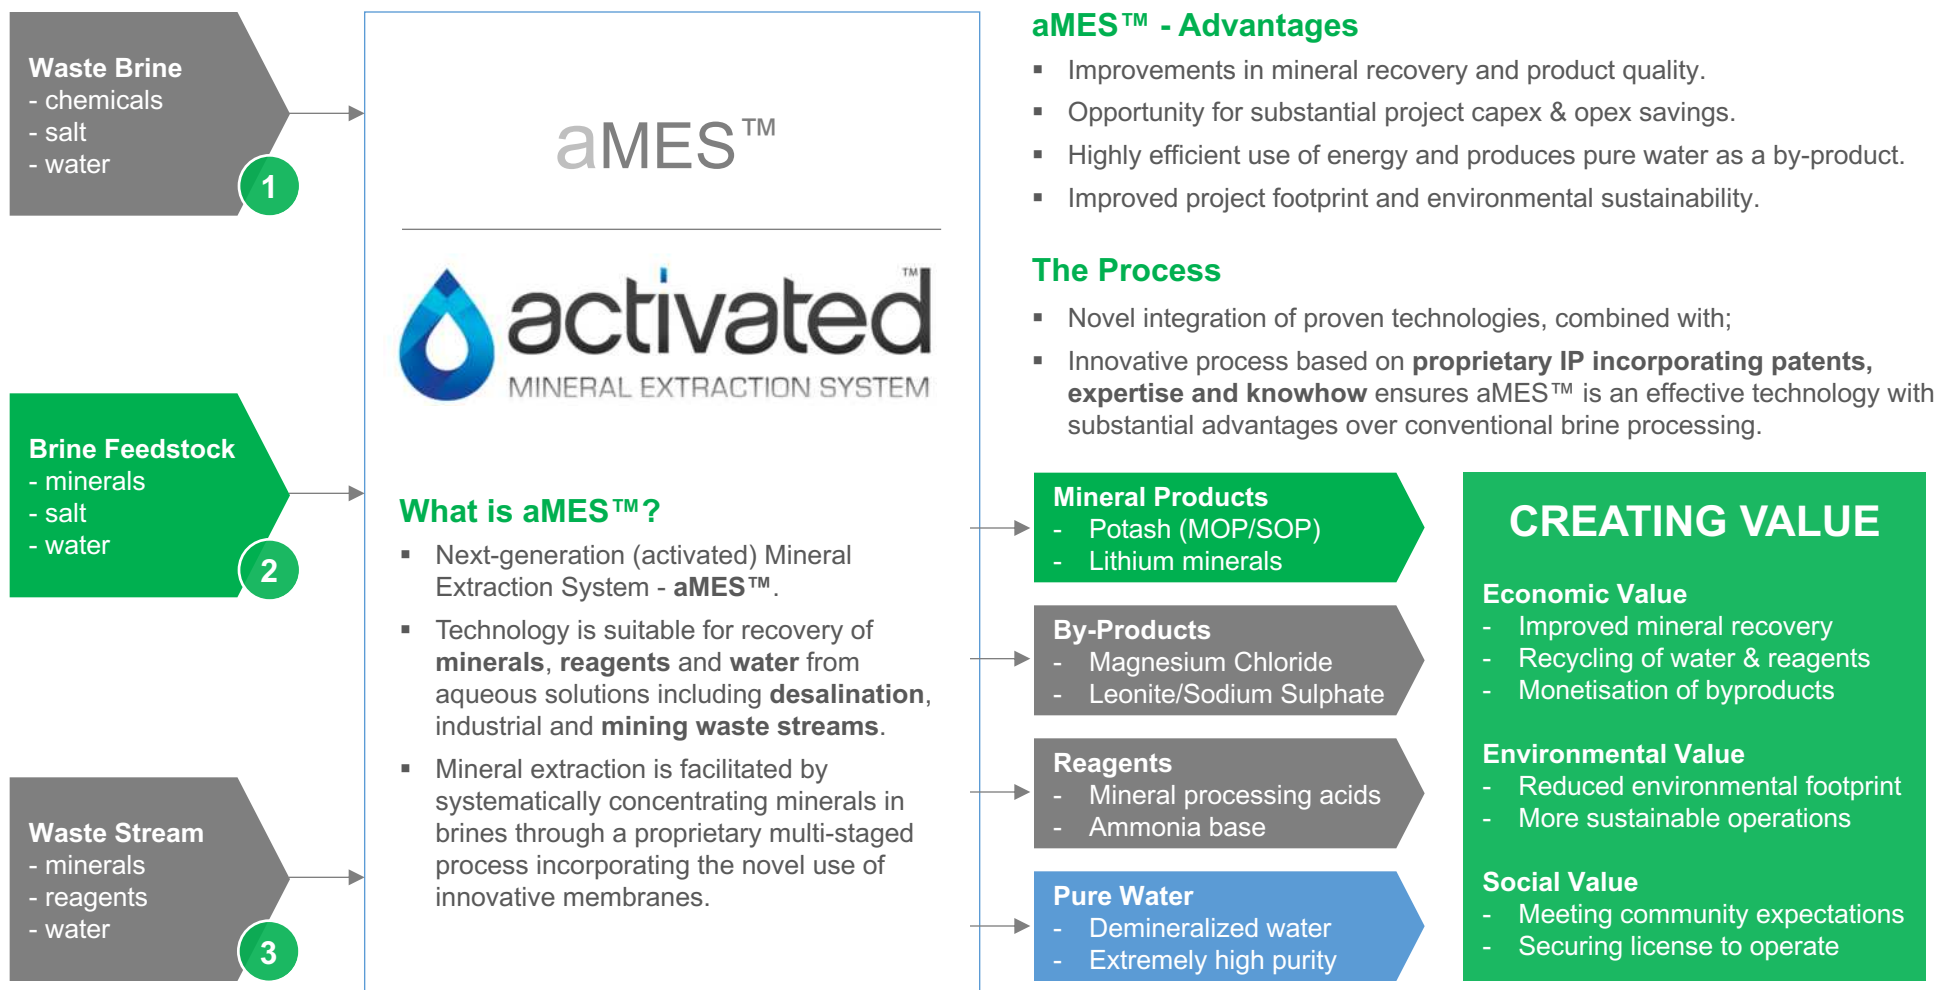 Waste Brine
- chemicals
- salt
- water
1
Brine Feedstock
- minerals
- salt
- water
2
Waste Stream
- minerals
- reagents
- water
3
aMES™
activated™
MINERAL EXTRACTION SYSTEM
What is aMES™?
▪ Next-generation (activated) Mineral
Extraction System - aMES™.
▪ Technology is suitable for recovery of
minerals, reagents and water from
aqueous solutions including desalination,
industrial and mining waste streams.
▪ Mineral extraction is facilitated by
systematically concentrating minerals in
brines through a proprietary multi-staged
process incorporating the novel use of
innovative membranes.
aMES™ - Advantages
▪ Improvements in mineral recovery and product quality.
▪ Opportunity for substantial project capex & opex savings.
▪ Highly efficient use of energy and produces pure water as a by-product.
▪ Improved project footprint and environmental sustainability.
The Process
▪ Novel integration of proven technologies, combined with;
▪ Innovative process based on proprietary IP incorporating patents,
expertise and knowhow ensures aMES™ is an effective technology with
substantial advantages over conventional brine processing.
Mineral Products
- Potash (MOP/SOP)
- Lithium minerals
By-Products
- Magnesium Chloride
- Leonite/Sodium Sulphate
Reagents
- Mineral processing acids
- Ammonia base
Pure Water
- Demineralized water
- Extremely high purity
CREATING VALUE
Economic Value
- Improved mineral recovery
- Recycling of water & reagents
- Monetisation of byproducts
Environmental Value
- Reduced environmental footprint
- More sustainable operations
Social Value
- Meeting community expectations
- Securing license to operate